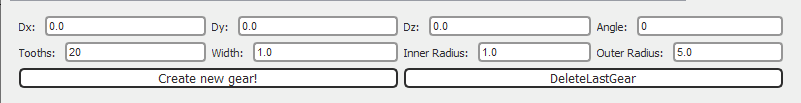 Dx: 0.0 Dy: 0.0 Dz: 0.0 Angle: 0
Tooths: 20 Width: 1.0 Inner Radius: 1.0 Outer Radius: 5.0
Create new gear! DeleteLastGear